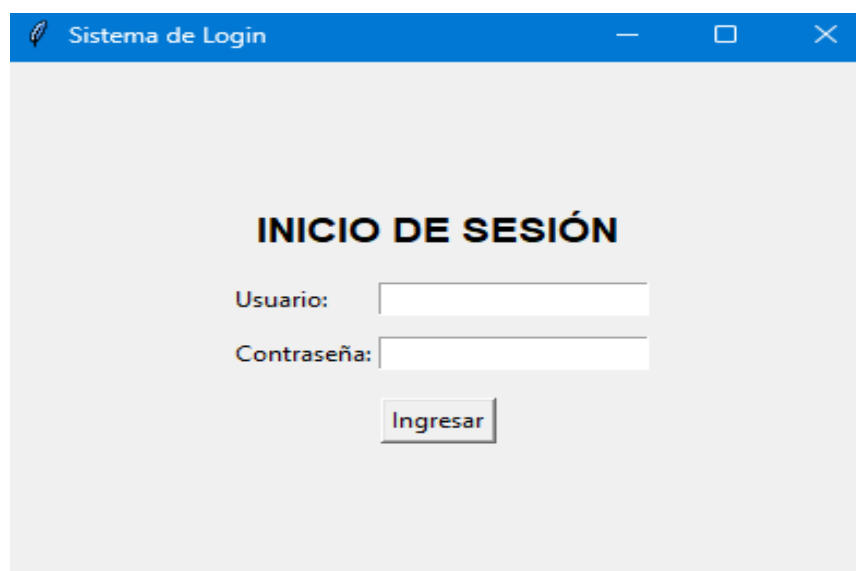 Sistema de Login
INICIO DE SESIÓN
Usuario:
Contraseña:
Ingresar